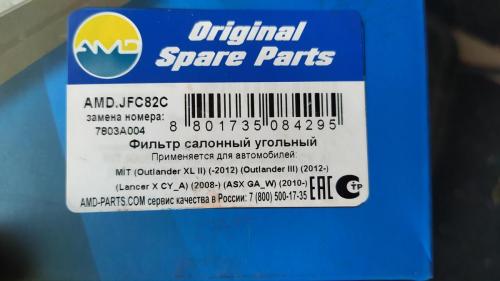 AMD
Original
Spare Parts
AMD.JFC82C
замена номера:
7803A004
8 801735 084295
Фильтр салонный угольный
Применяется для автомобилей:
MIT (Outlander XL II) (-2012) (Outlander III) (2012-)
(Lancer X CY_A) (2008-) (ASX GA_W) (2010-)
EAC
СТР
AMD-PARTS.COM сервис качества в России: 7 (800) 500-17-35